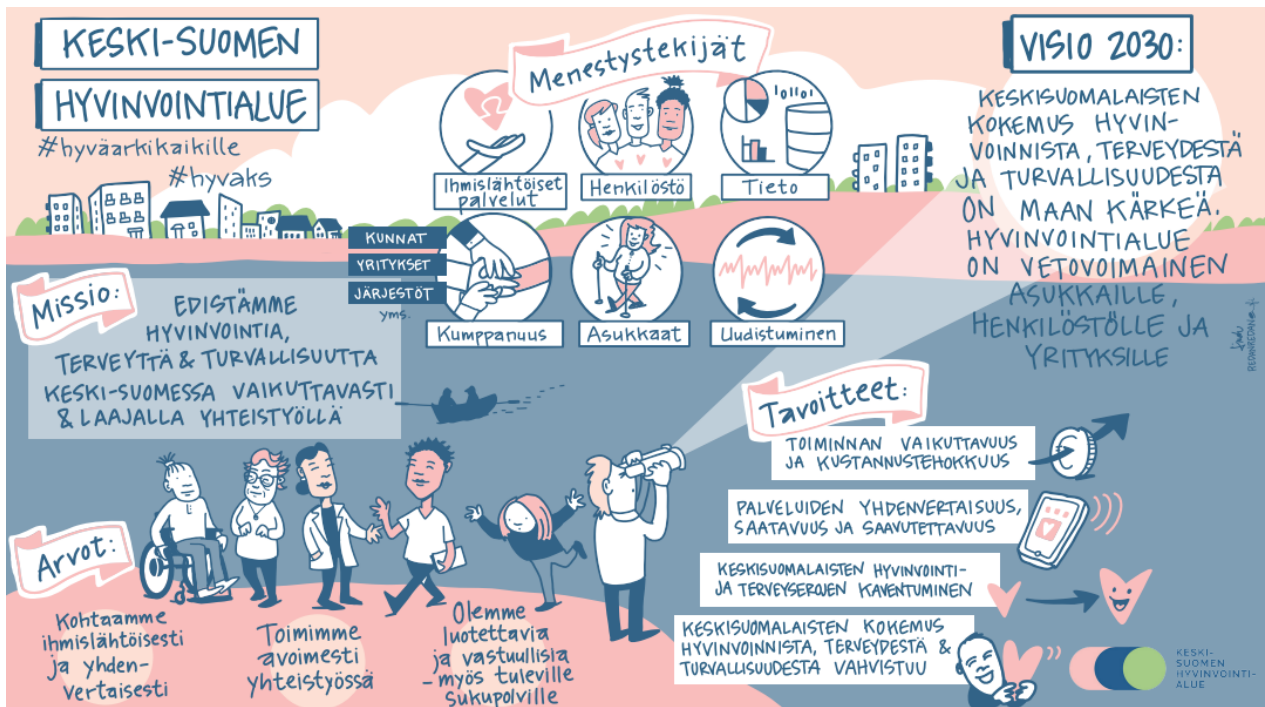 KESKI-SUOMEN
HYVINVOINTIALUE
#hyväarkikaikille
#hyvaks
Menestystekijät
Ihmislähtöiset
palvelut
Henkilöstö
101101
Tieto
KUNNAT
YRITYKSET
JÄRJESTÖT
yms.
Kumppanuus
Asukkaat
Uudistuminen
VISIO 2030:
KESKISUOMALAISTEN
KOKEMUS HYVIN-
VOINNISTA, TERVEYDESTÄ
JA TURVALLISUUDESTA
ON MAAN KÄRKEÄ.
HYVINVOINTIALUE
ON VETOVOIMAINEN
ASUKKAILLE,
HENKILÖSTÖLLE JA
YRITYKSILLE
REDANREDAN
Missio:
EDISTÄMME
HYVINVOINTIA,
TERVEYTTÄ & TURVALLISUUTTA
KESKI-SUOMESSA VAIKUTTAVASTI
& LAAJALLA YHTEISTYÖLLÄ
Tavoitteet:
TOIMINNAN VAIKUTTAVUUS
JA KUSTANNUSTEHOKKUUS
PALVELUIDEN YHDENVERTAISUUS,
SAATAVUUS JA SAAVUTETTAVUUS
KESKISUOMALAISTEN HYVINVOINTI-
JA TERVEYSEROJEN KAVENTUMINEN
KESKISUOMALAISTEN KOKEMUS
HYVINVOINNISTA, TERVEYDESTÄ &
TURVALLISUUDESTA VAHVISTUU
Arvot:
Kohtaamme
ihmislähtöisesti
ja yhden-
vertaisesti
Toimimme
avoimesti
yhteistyössä
Olemme
luotettavia
ja vastuullisia
-myös tuleville
sukupolville
KESKI-
SUOMEN
HYVINVOINTI-
ALUE